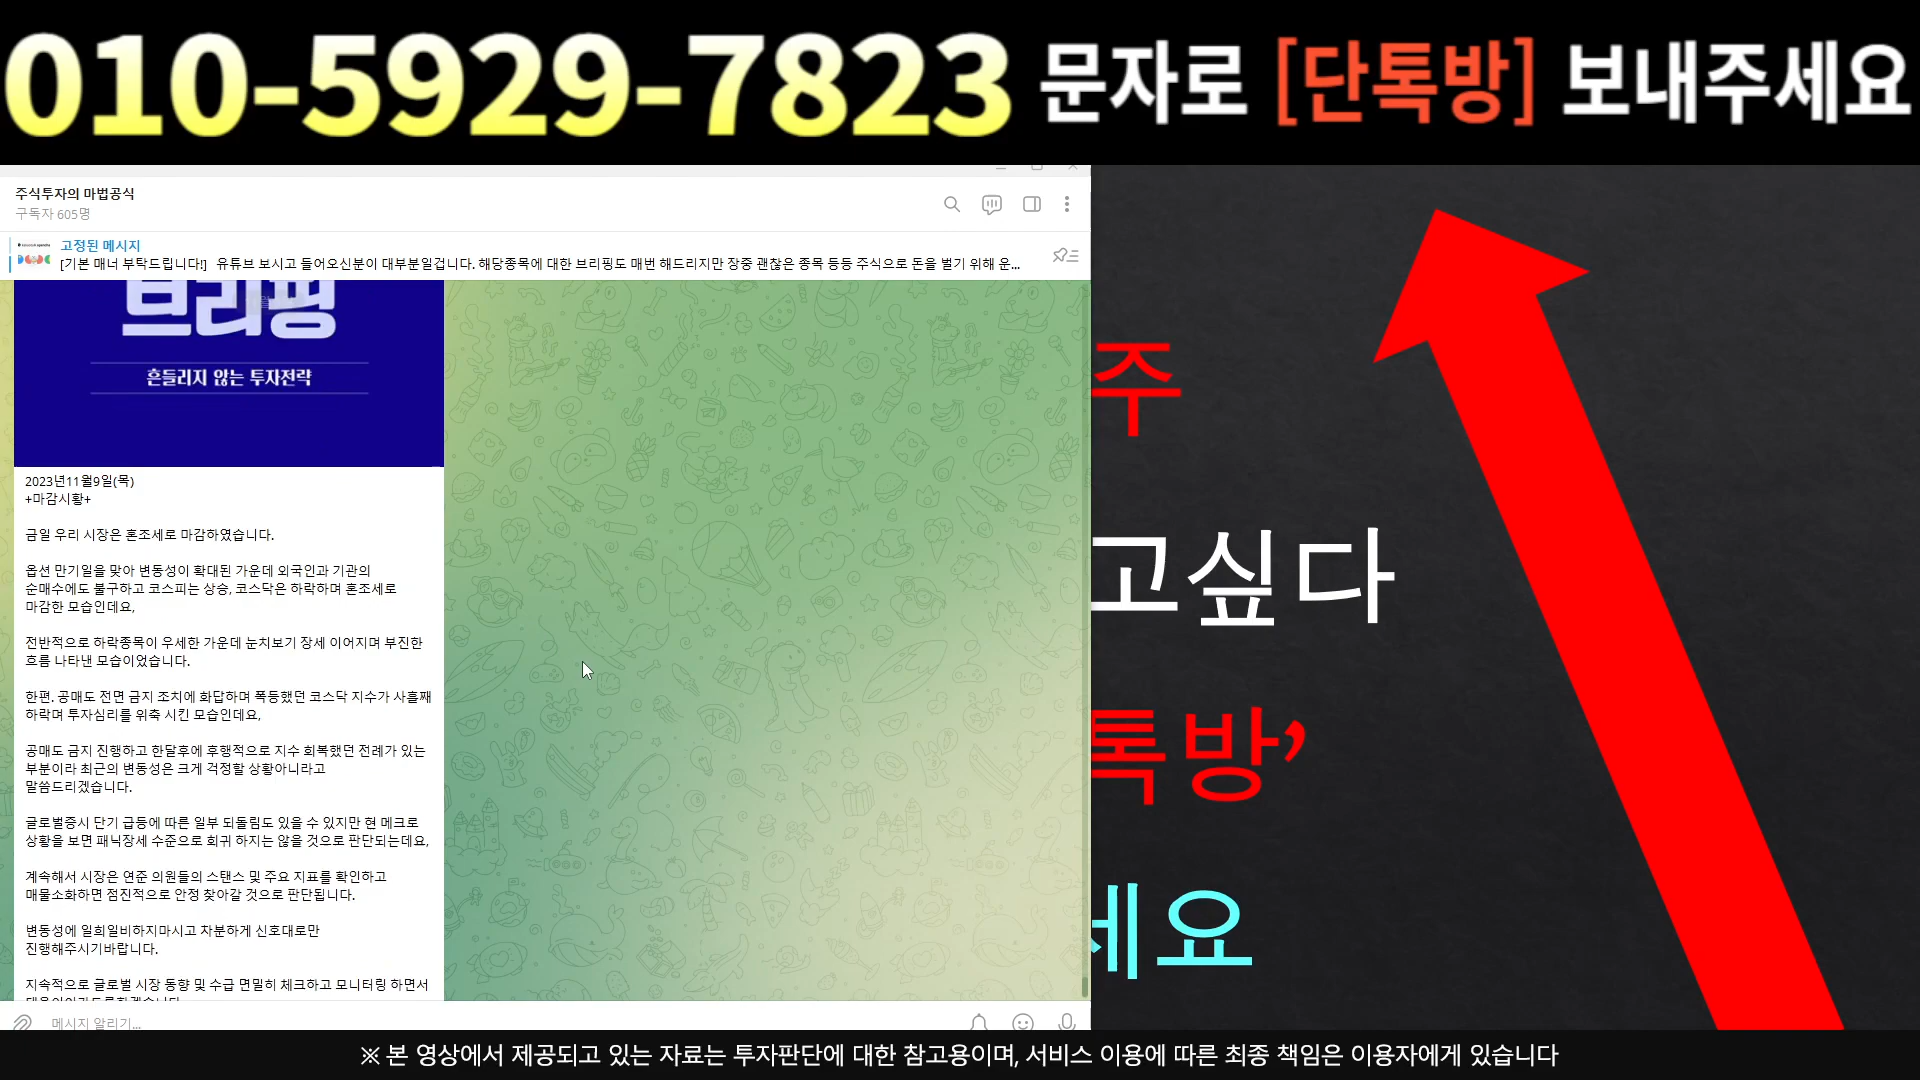 010-5929-7823 문자로 [단톡방] 보내주세요
주식투자의 마법공식
구독자 605명
고정된 메시지
[기본 매너 부탁드립니다!] 유튜브 보시고 들어오신분이 대부분일겁니다. 해당종목에 대한 브리핑도 매번 해드리지만 장중 괜찮은 종목 등등 주식으로 돈을 벌기 위해 운...
브리핑
흔들리지 않는 투자전략
2023년11월9일(목)
+마감시황+
금일 우리 시장은 혼조세로 마감하였습니다.
옵션 만기일을 맞아 변동성이 확대된 가운데 외국인과 기관의
순매수에도 불구하고 코스피는 상승, 코스닥은 하락하며 혼조세로
마감한 모습인데요,
전반적으로 하락종목이 우세한 가운데 눈치보기 장세 이어지며 부진한
흐름 나타낸 모습이었습니다.
한편. 공매도 전면 금지 조치에 화답하며 폭등했던 코스닥 지수가 사흘째
하락며 투자심리를 위축 시킨 모습인데요,
공매도 금지 진행하고 한달후에 후행적으로 지수 회복했던 전례가 있는
부분이라 최근의 변동성은 크게 걱정할 상황아니라고
말씀드리겠습니다.
글로벌증시 단기 급등에 따른 일부 되돌림도 있을 수 있지만 현 메크로
상황을 보면 패닉장세 수준으로 회귀 하지는 않을 것으로 판단되는데요,
계속해서 시장은 연준 의원들의 스탠스 및 주요 지표를 확인하고
매물소화하면 점진적으로 안정 찾아갈 것으로 판단됩니다.
변동성에 일희일비하지마시고 차분하게 신호대로만
진행해주시기바랍니다.
지속적으로 글로벌 시장 동향 및 수급 면밀히 체크하고 모니터링 하면서
메시지 알리기...
주
고싶다
톡방’
세요
※ 본 영상에서 제공되고 있는 자료는 투자판단에 대한 참고용이며, 서비스 이용에 따른 최종 책임은 이용자에게 있습니다